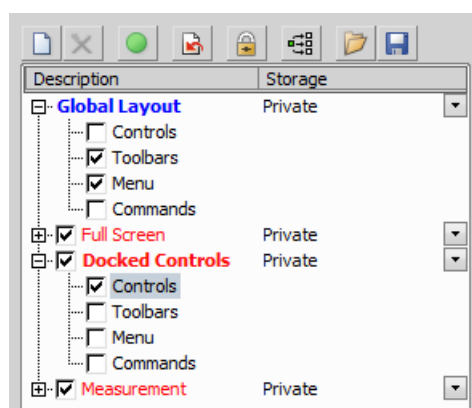 Description Storage
Global Layout Private
Controls
Toolbars
Menu
Commands
Full Screen Private
Docked Controls Private
Controls
Toolbars
Menu
Commands
Measurement Private